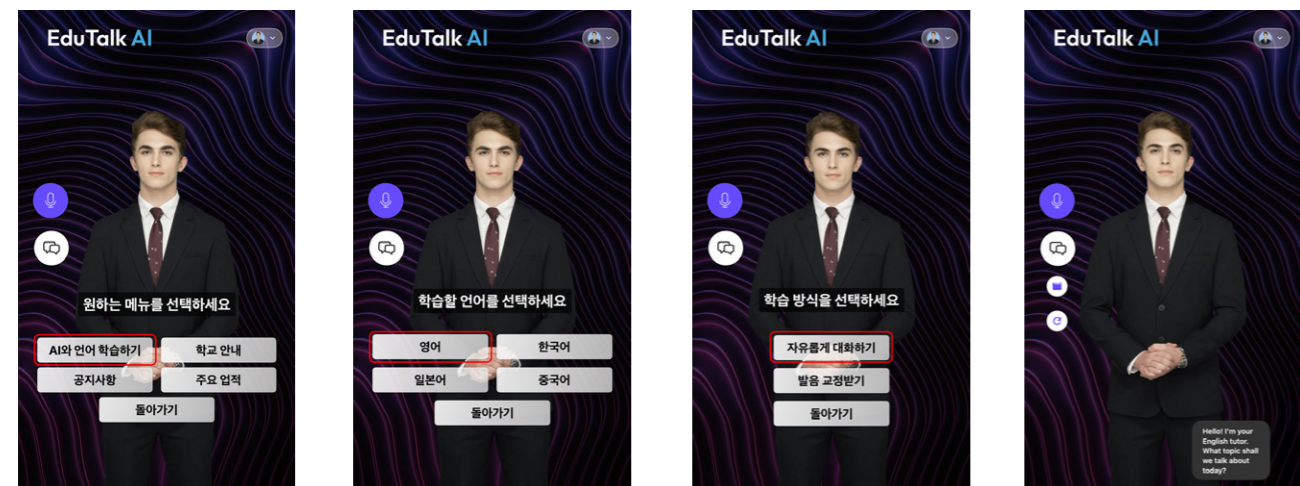 EduTalk AI
원하는 메뉴를 선택하세요
AI와 언어 학습하기
학교 안내
공지사항
주요 업적
돌아가기
EduTalk AI
학습할 언어를 선택하세요
영어
한국어
일본어
중국어
돌아가기
EduTalk AI
학습 방식을 선택하세요
자유롭게 대화하기
발음 교정받기
돌아가기
EduTalk AI
Hello! I'm your
English tutor.
What topic shall
we talk about
today?